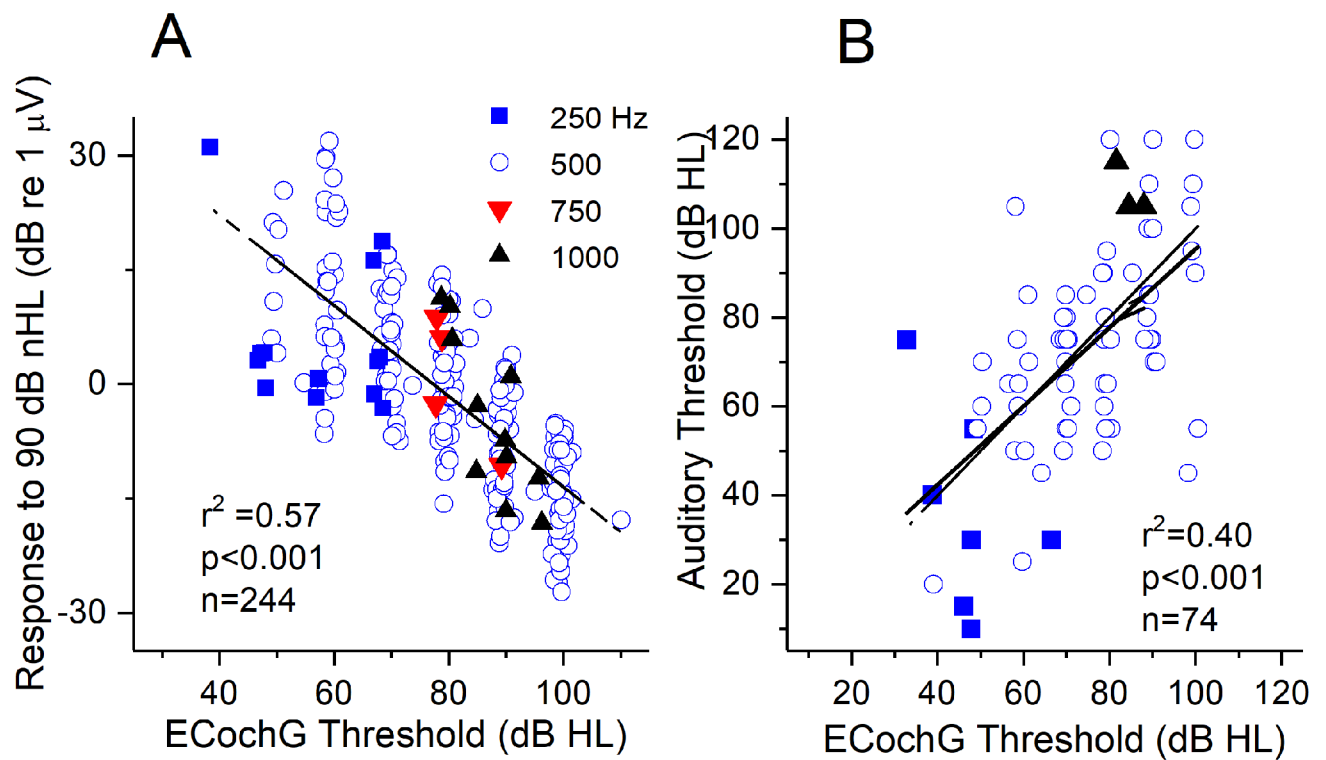 A
Response to 90 dB nHL (dB re 1 μV)
30
0
-30
250 Hz
500
750
1000
r² =0.57
p<0.001
n=244
40 60 80 100
ECochG Threshold (dB HL)
B
Auditory Threshold (dB HL)
120
100
80
60
40
20
r²=0.40
p<0.001
n=74
20 40 60 80 100 120
ECochG Threshold (dB HL)